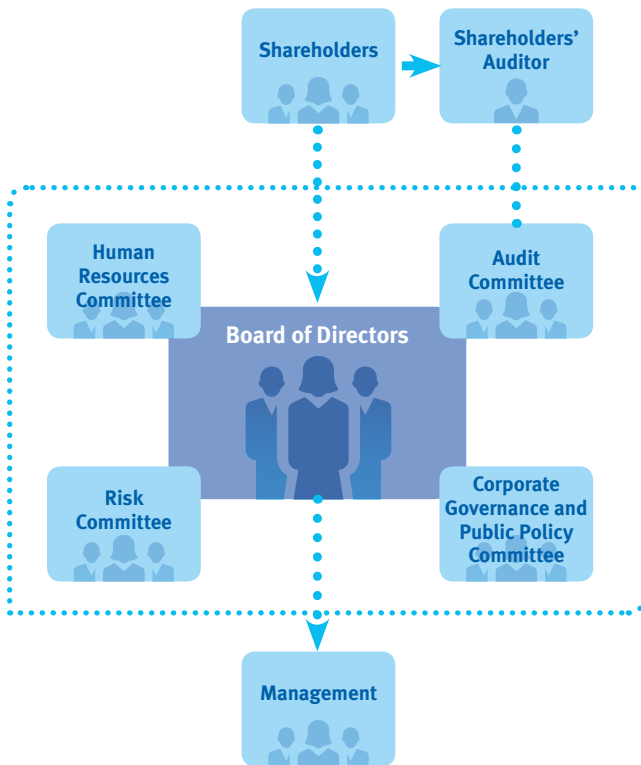 Shareholders
Shareholders’
Auditor
Human
Resources
Committee
Audit
Committee
Board of Directors
Risk
Committee
Corporate
Governance and
Public Policy
Committee
Management